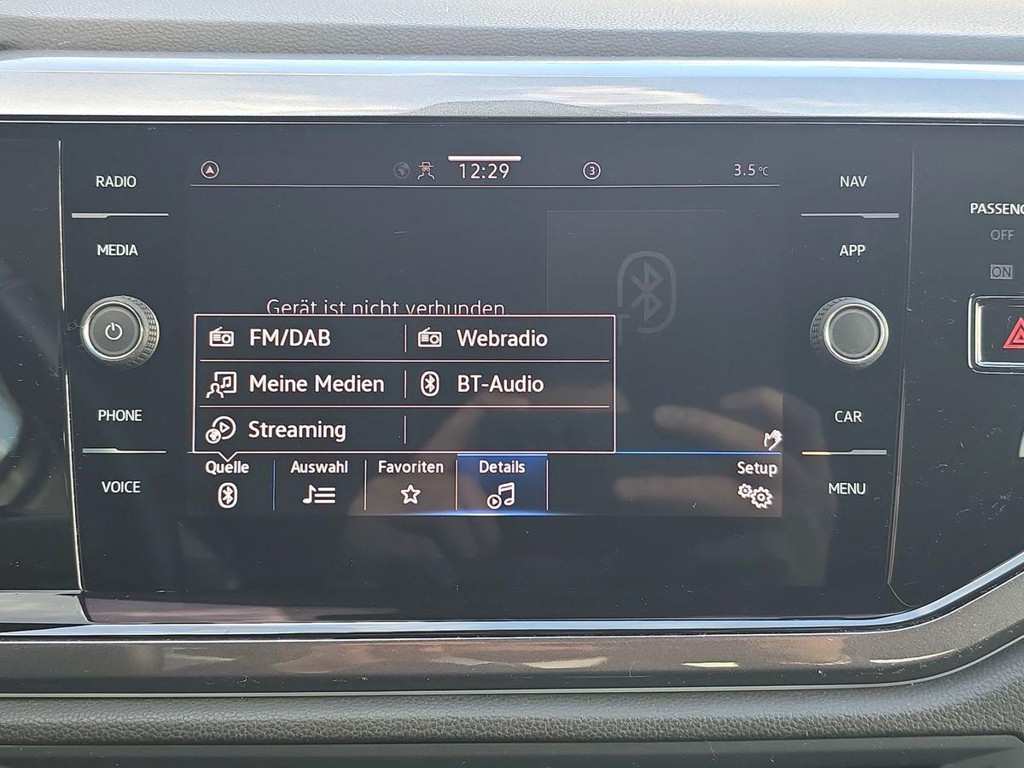 RADIO
MEDIA
PHONE
VOICE
12:29
3
3.5°C
Gerät ist nicht verbunden.
FM/DAB
Webradio
Meine Medien
BT-Audio
Streaming
Quelle
Auswahl
Favoriten
Details
Setup
NAV
APP
CAR
MENU
PASSENG
OFF
ON